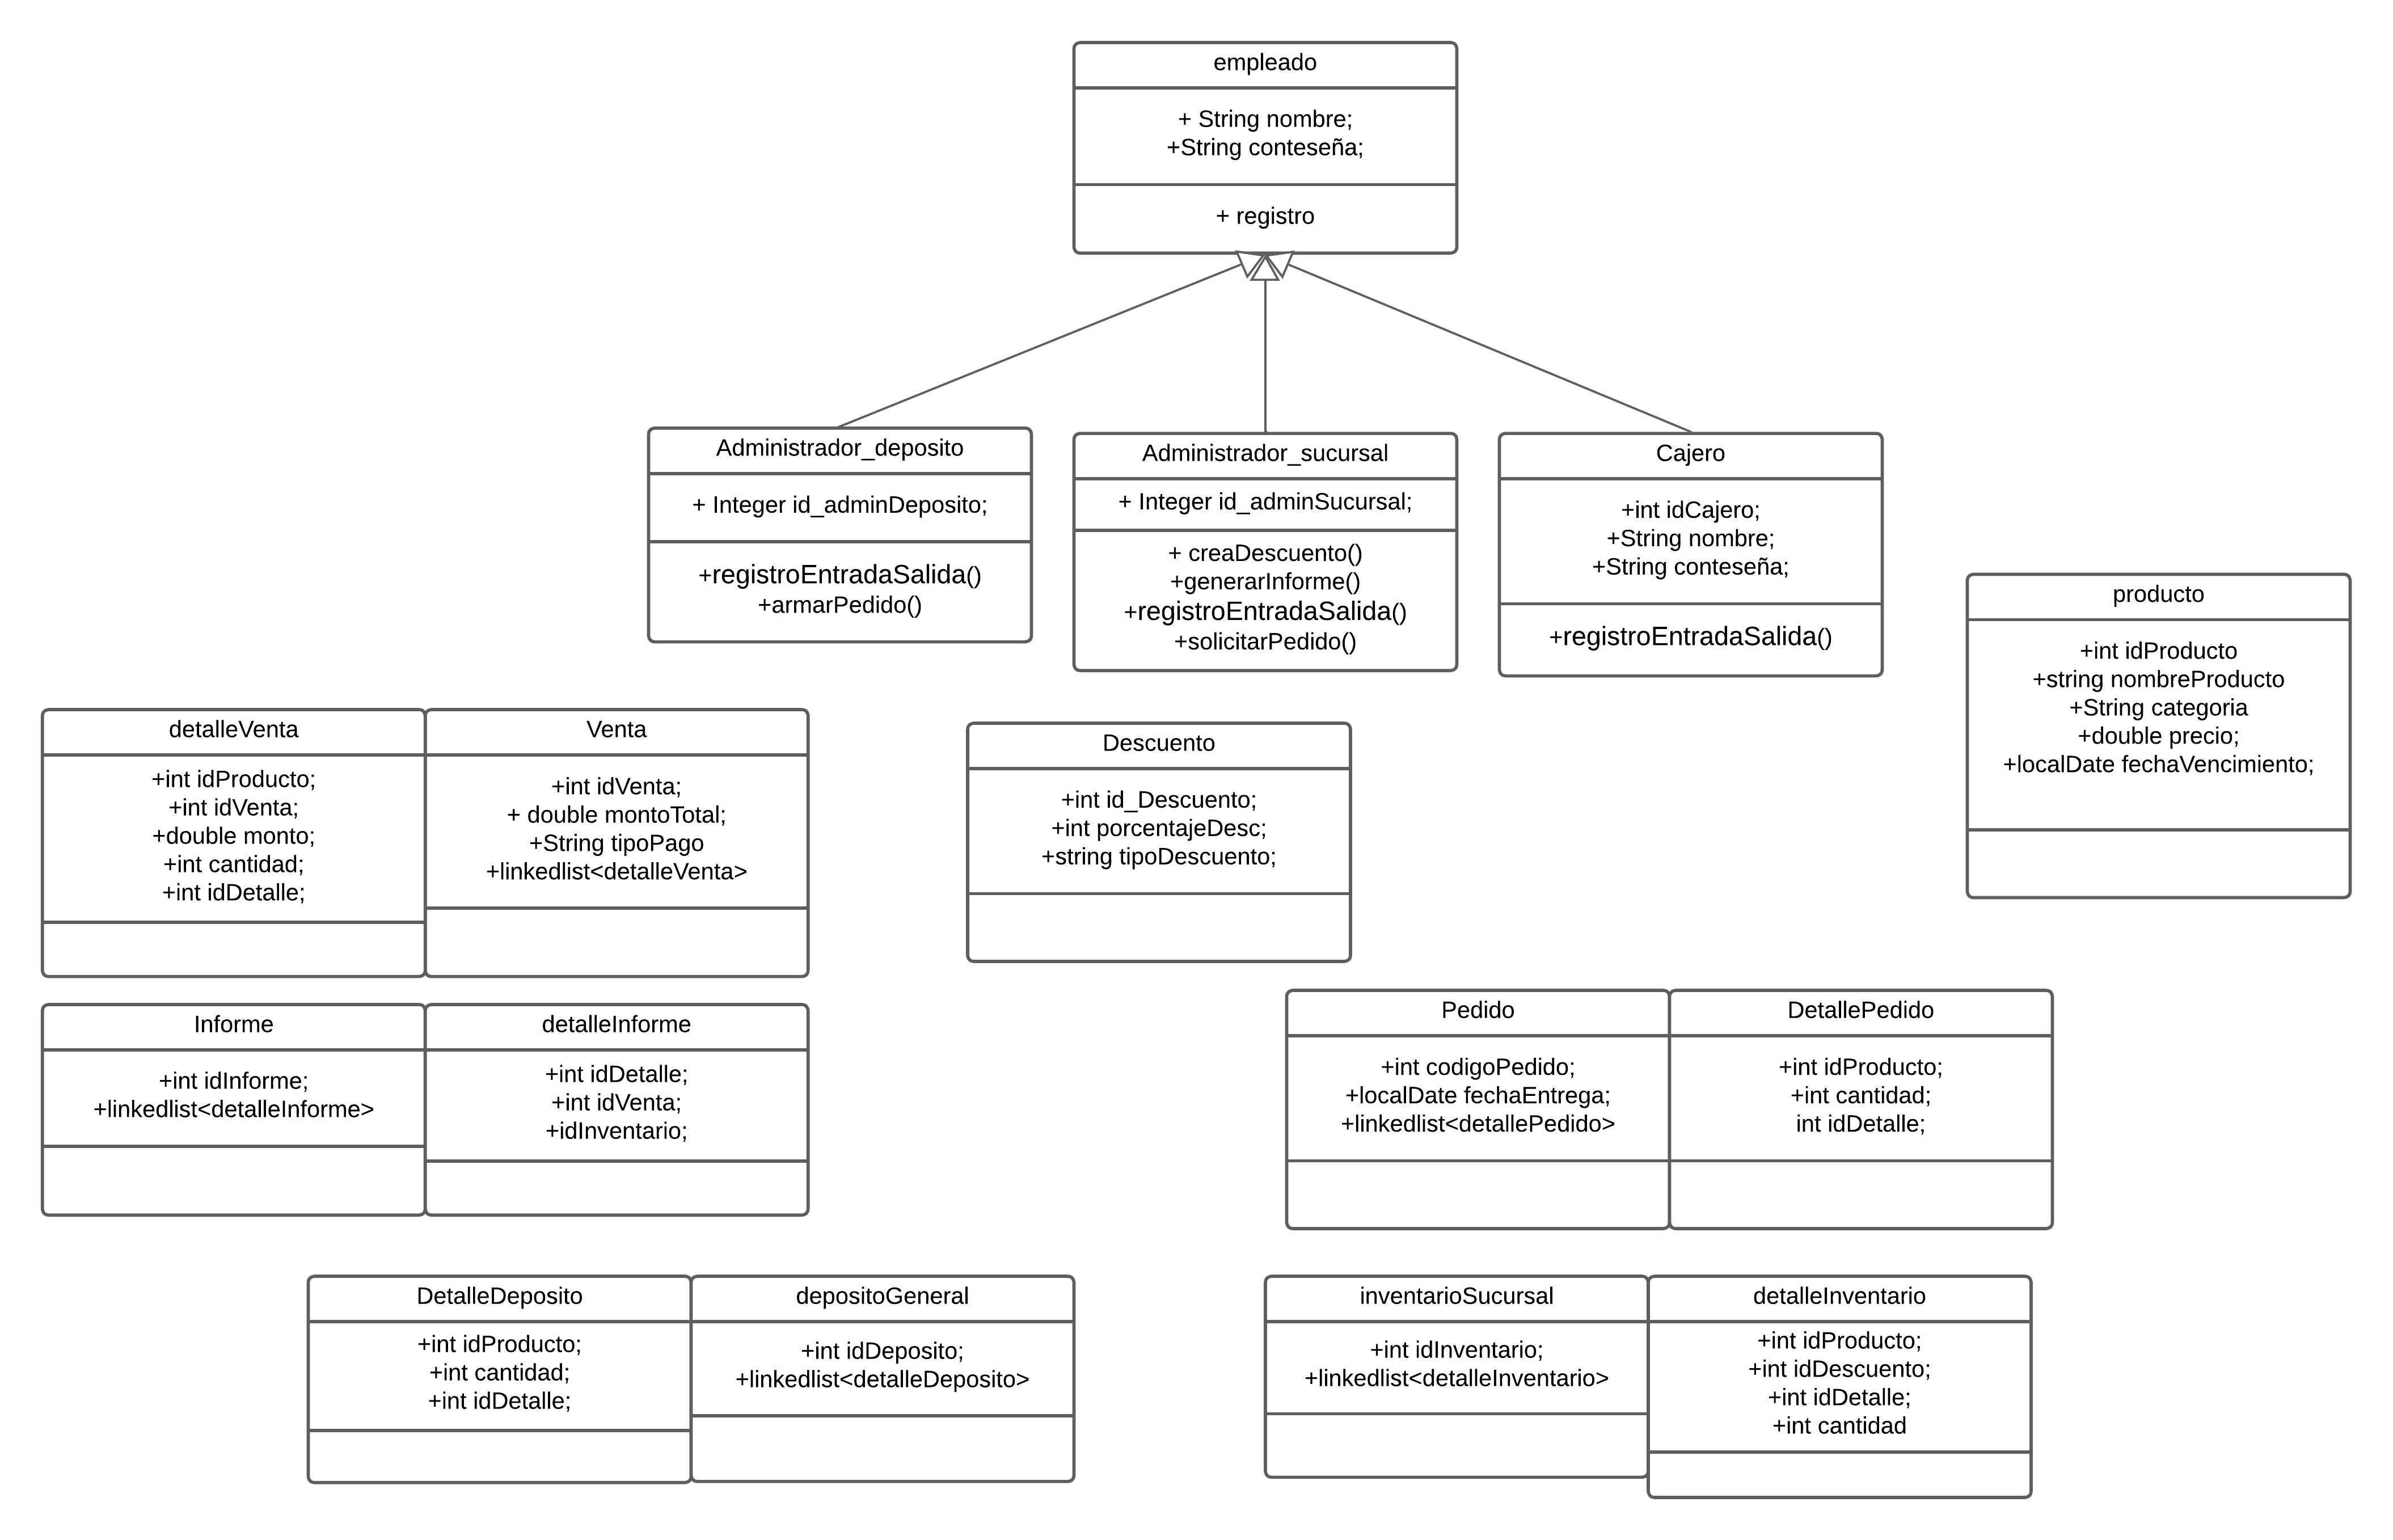 empleado
+ String nombre;
+String conteseña;
+ registro
Administrador_deposito
+ Integer id_adminDeposito;
+registroEntradaSalida()
+armarPedido()
Administrador_sucursal
+ Integer id_adminSucursal;
+ creaDescuento()
+generarInforme()
+registroEntradaSalida()
+solicitarPedido()
Cajero
+int idCajero;
+String nombre;
+String conteseña;
+registroEntradaSalida()
producto
+int idProducto
+string nombreProducto
+String categoria
+double precio;
+localDate fechaVencimiento;
detalleVenta
+int idProducto;
+int idVenta;
+double monto;
+int cantidad;
+int idDetalle;
Venta
+int idVenta;
+ double montoTotal;
+String tipoPago
+linkedlist<detalleVenta>
Descuento
+int id_Descuento;
+int porcentajeDesc;
+string tipoDescuento;
Informe
+int idInforme;
+linkedlist<detalleInforme>
detalleInforme
+int idDetalle;
+int idVenta;
+idInventario;
Pedido
+int codigoPedido;
+localDate fechaEntrega;
+linkedlist<detallePedido>
DetallePedido
+int idProducto;
+int cantidad;
int idDetalle;
DetalleDeposito
+int idProducto;
+int cantidad;
+int idDetalle;
depositoGeneral
+int idDeposito;
+linkedlist<detalleDeposito>
inventarioSucursal
+int idInventario;
+linkedlist<detalleInventario>
detalleInventario
+int idProducto;
+int idDescuento;
+int idDetalle;
+int cantidad